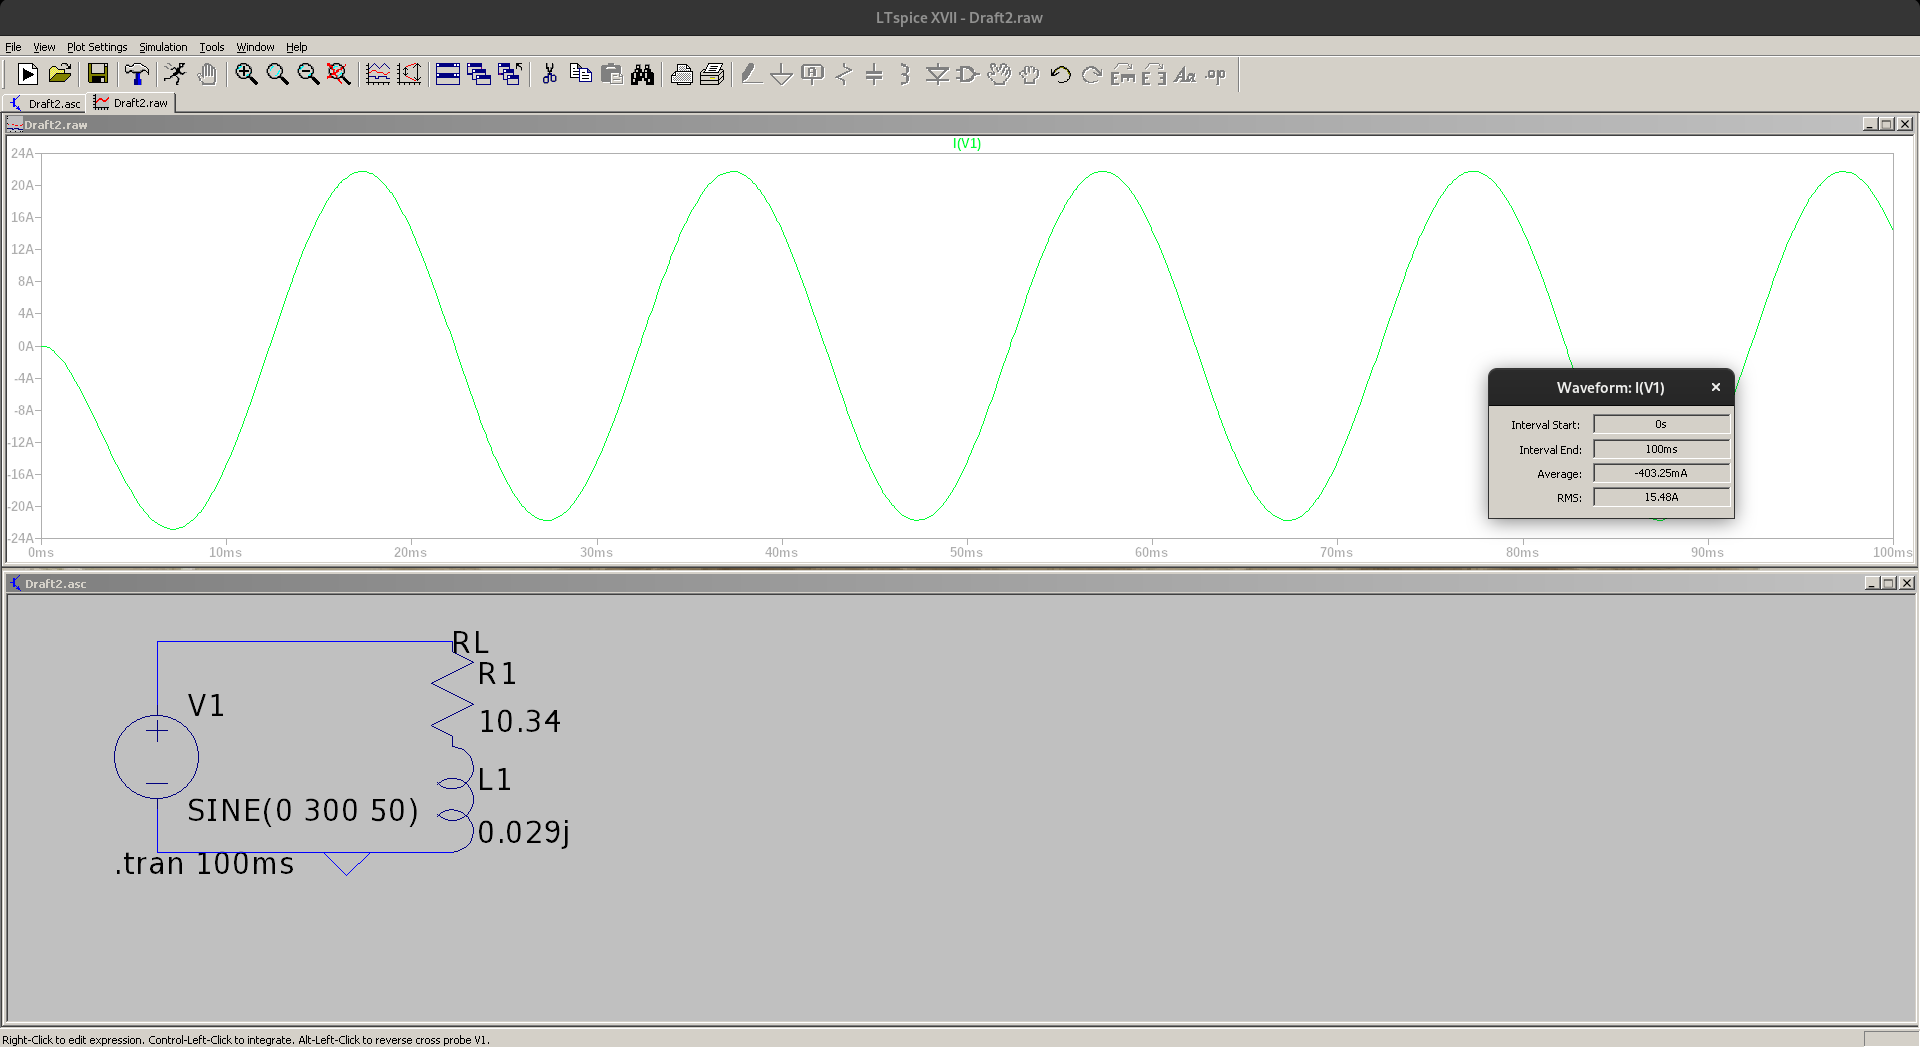 LTspice XVII - Draft2.raw
File View Plot Settings Simulation Tools Window Help
Draft2.asc Draft2.raw
Draft2.raw
I(V1)
24A
20A
16A
12A
8A
4A
0A
-4A
-8A
-12A
-16A
-20A
-24A
0ms 10ms 20ms 30ms 40ms 50ms 60ms 70ms 80ms 90ms 100ms
Waveform: I(V1)
Interval Start: 0s
Interval End: 100ms
Average: -403.25mA
RMS: 15.48A
Draft2.asc
RL
R1
V1
10.34
L1
SINE(0 300 50)
0.029j
.tran 100ms
Right-Click to edit expression. Control-Left-Click to integrate. Alt-Left-Click to reverse cross probe V1.